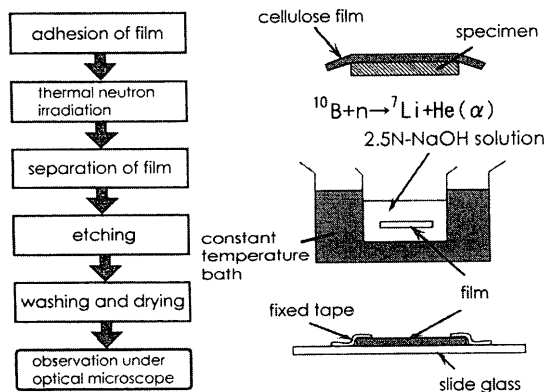 adhesion of film
thermal neutron
irradiation
separation of film
etching
washing and drying
observation under
optical microscope
cellulose film
specimen
¹⁰B+n→⁷Li+He(α)
2.5N-NaOH solution
constant
temperature
bath
film
fixed tape
slide glass